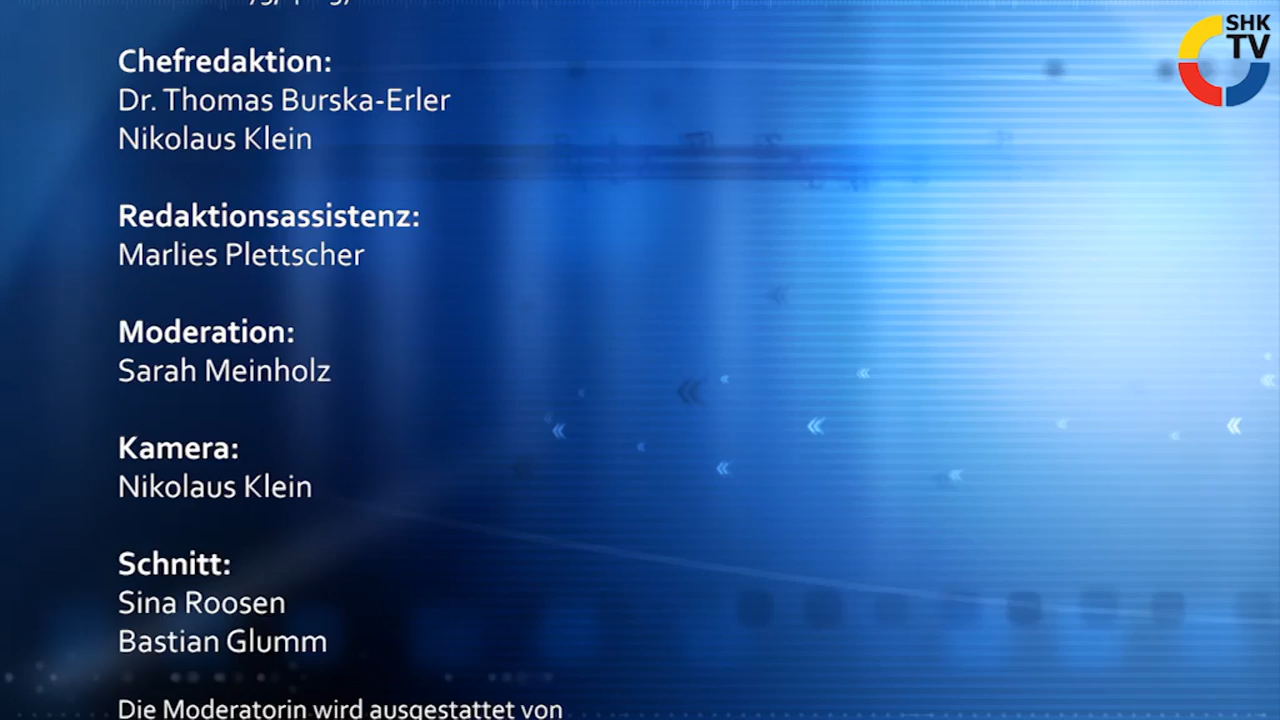 SHK
TV
Chefredaktion:
Dr. Thomas Burska-Erler
Nikolaus Klein
Redaktionsassistenz:
Marlies Plettscher
Moderation:
Sarah Meinholz
Kamera:
Nikolaus Klein
Schnitt:
Sina Roosen
Bastian Glumm
Die Moderatorin wird ausgestattet von